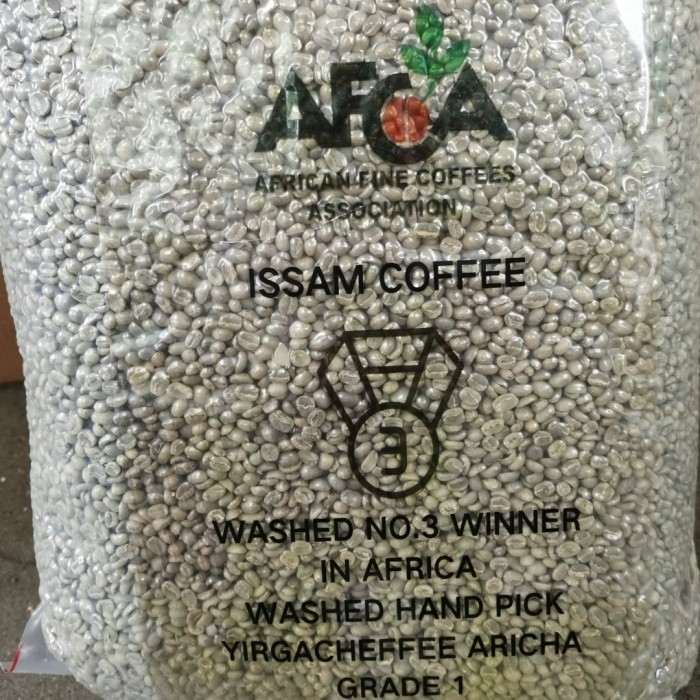 AFCA
AFRICAN FINE COFFEES
ASSOCIATION
ISSAM COFFEE
3
WASHED NO.3 WINNER
IN AFRICA
WASHED HAND PICK
YIRGACHEFFEE ARICHA
GRADE 1